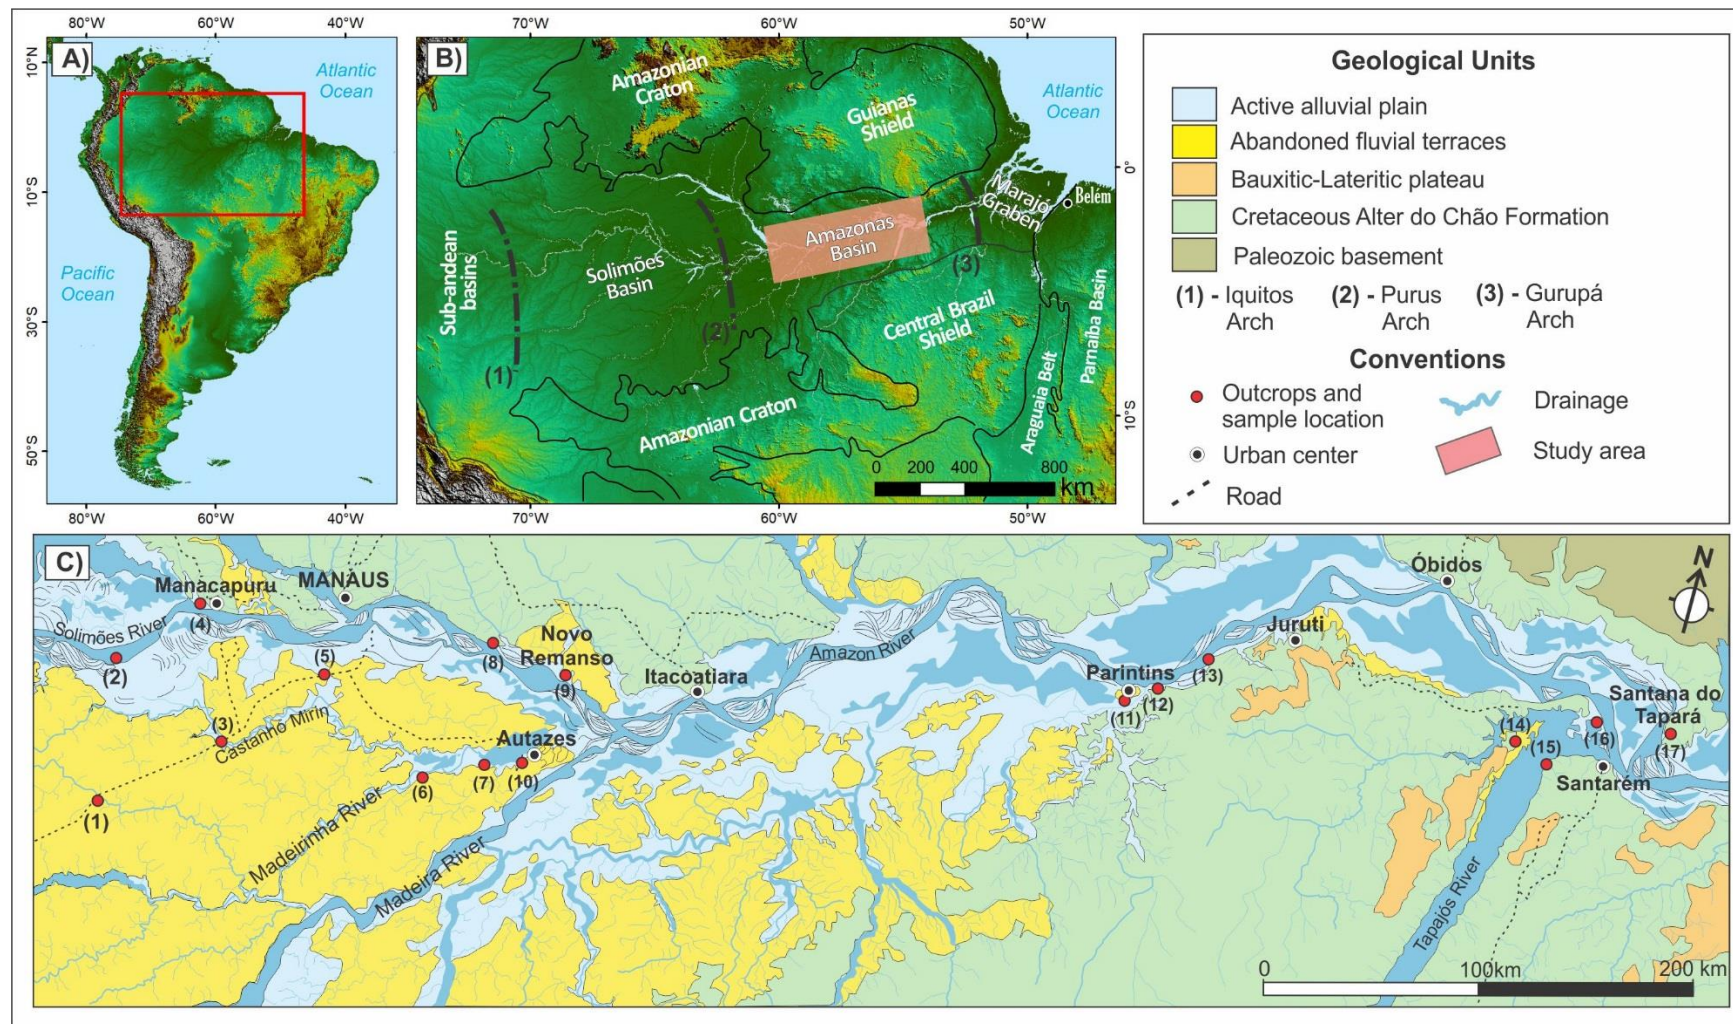 80°W 60°W 40°W
A)
10°N
10°S
30°S
50°S
Atlantic
Ocean
Pacific
Ocean
80°W 60°W 40°W
70°W 60°W 50°W
B)
Amazonian
Craton
Guianas
Shield
Atlantic
Ocean
0°
10°S
Marajó
Graben
Belém
Amazonas
Basin
Solimões
Basin
Sub-andean
basins
(1)
(2)
(3)
Central Brazil
Shield
Amazonian Craton
Araguaia Belt
Parnaíba Basin
0 200 400 800
km
70°W 60°W 50°W
Geological Units
Active alluvial plain
Abandoned fluvial terraces
Bauxitic-Lateritic plateau
Cretaceous Alter do Chão Formation
Paleozoic basement
(1) - Iquitos
Arch
(2) - Purus
Arch
(3) - Gurupá
Arch
Conventions
Outcrops and
sample location
Drainage
Urban center
Study area
Road
C)
Manacapuru
MANAUS
Solimões River
(4)
(2)
(5)
(3)
Castanho Mirin
(1)
(8)
Novo
Remanso
(9)
Itacoatiara
Amazon River
Autazes
(7)
(10)
(6)
Madeirinha River
Madeira River
Parintins
(11)
(12)
(13)
Juruti
Óbidos
N
Santana do
Tapará
(14)
(15)
(16)
(17)
Santarém
Tapajós River
0 100km 200 km